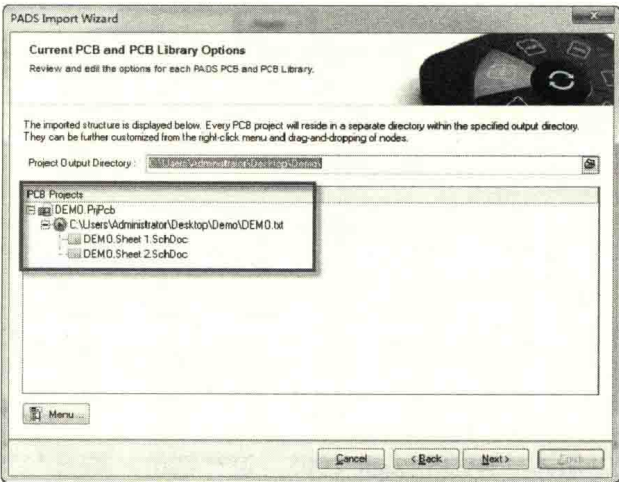 PADS Import Wizard
Current PCB and PCB Library Options
Review and edit the options for each PADS PCB and PCB Library.
The imported structure is displayed below. Every PCB project will reside in a separate directory within the specified output directory.
They can be further customized from the right-click menu and drag-and-dropping of nodes.
Project Output Directory : C:\Users\Administrator\Desktop\Demo\
PCB Projects
DEMO.PrjPcb
C:\Users\Administrator\Desktop\Demo\DEMO.txt
DEMO.Sheet 1.SchDoc
DEMO.Sheet 2.SchDoc
Menu ...
Cancel
< Back
Next >